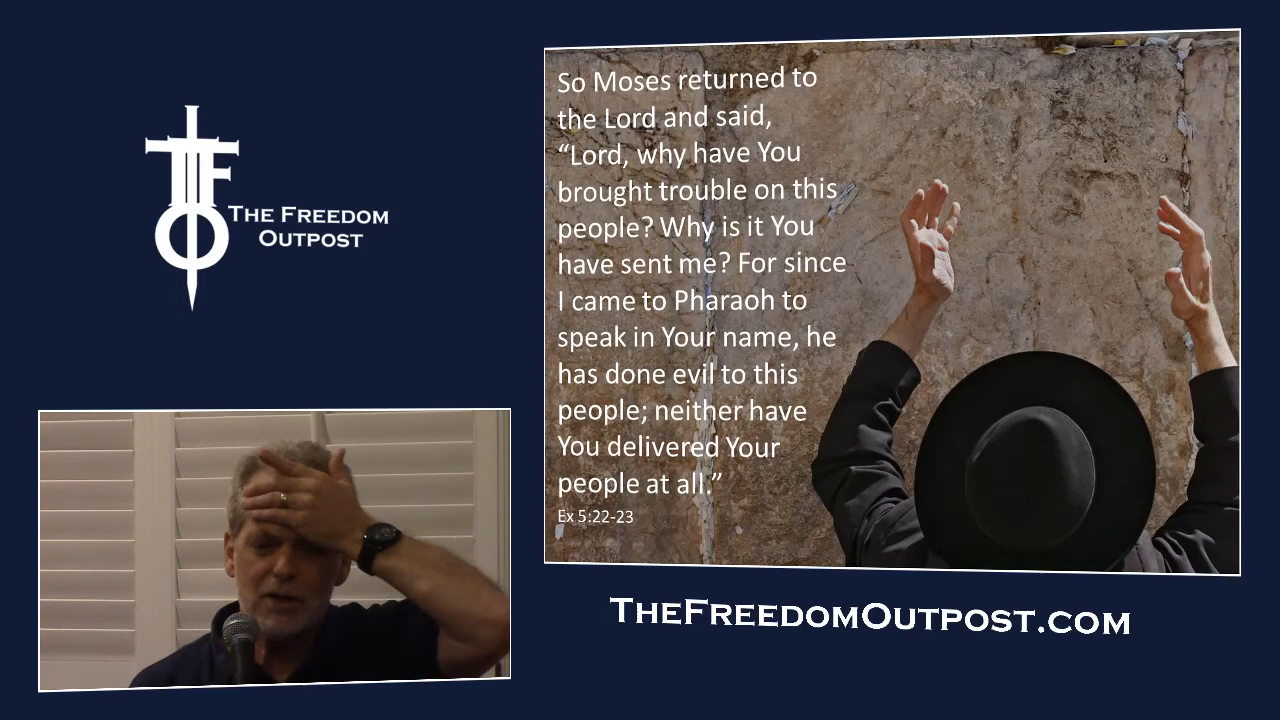 TF
THE FREEDOM
OUTPOST
So Moses returned to
the Lord and said,
“Lord, why have You
brought trouble on this
people? Why is it You
have sent me? For since
I came to Pharaoh to
speak in Your name, he
has done evil to this
people; neither have
You delivered Your
people at all.”
Ex 5:22-23
THEFREEDOMOUTPOST.COM